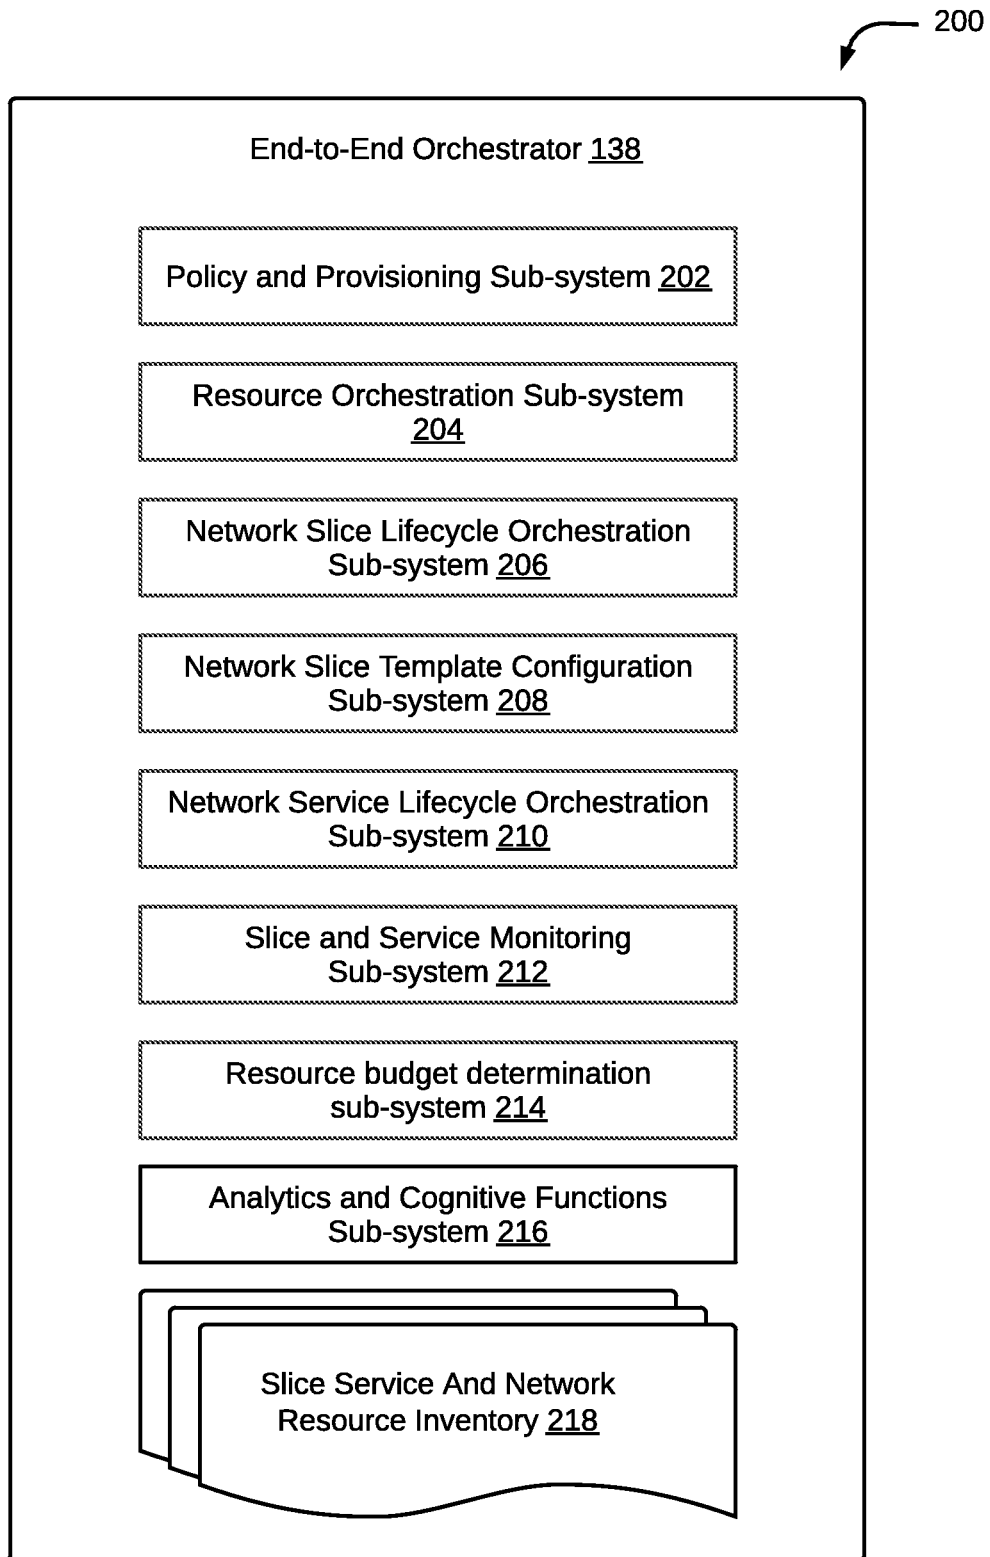 200
End-to-End Orchestrator 138
Policy and Provisioning Sub-system 202
Resource Orchestration Sub-system
204
Network Slice Lifecycle Orchestration
Sub-system 206
Network Slice Template Configuration
Sub-system 208
Network Service Lifecycle Orchestration
Sub-system 210
Slice and Service Monitoring
Sub-system 212
Resource budget determination
sub-system 214
Analytics and Cognitive Functions
Sub-system 216
Slice Service And Network
Resource Inventory 218